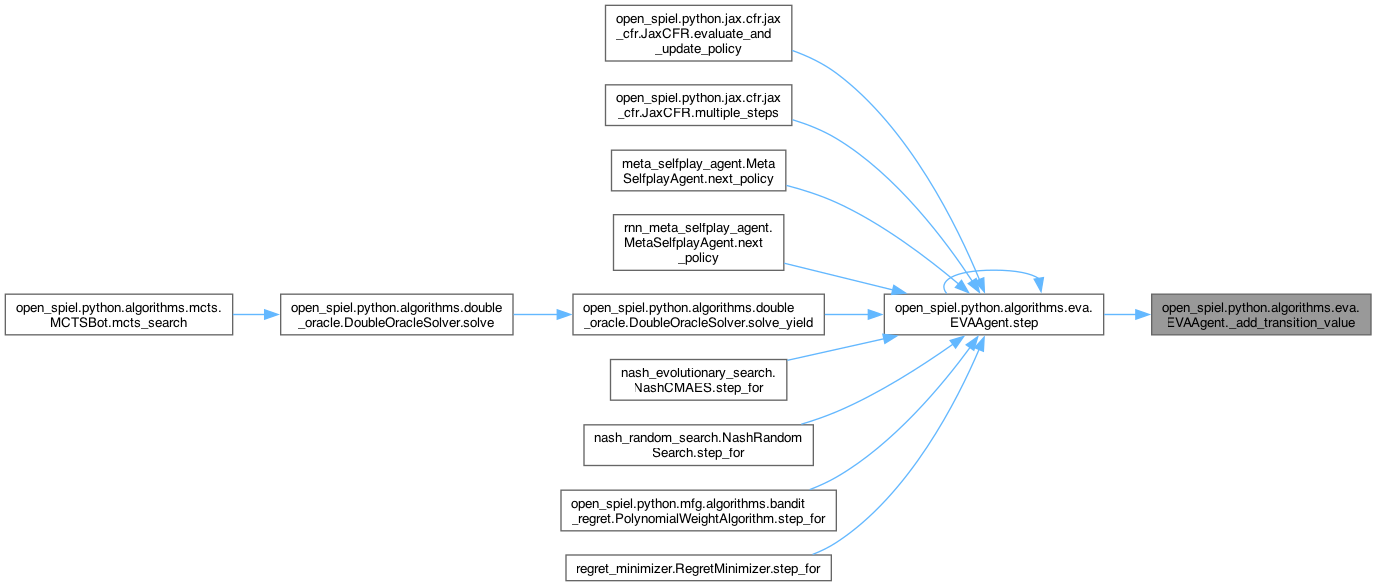 open_spiel.python.jax.cfr.jax
_cfr.JaxCFR.evaluate_and
_update_policy
open_spiel.python.jax.cfr.jax
_cfr.JaxCFR.multiple_steps
meta_selfplay_agent.Meta
SelfplayAgent.next_policy
rnn_meta_selfplay_agent.
MetaSelfplayAgent.next
_policy
open_spiel.python.algorithms.mcts.
MCTSBot.mcts_search
open_spiel.python.algorithms.double
_oracle.DoubleOracleSolver.solve
open_spiel.python.algorithms.double
_oracle.DoubleOracleSolver.solve_yield
open_spiel.python.algorithms.eva.
EVAAgent.step
open_spiel.python.algorithms.eva.
EVAAgent._add_transition_value
nash_evolutionary_search.
NashCMAES.step_for
nash_random_search.NashRandom
Search.step_for
open_spiel.python.mfg.algorithms.bandit
_regret.PolynomialWeightAlgorithm.step_for
regret_minimizer.RegretMinimizer.step_for